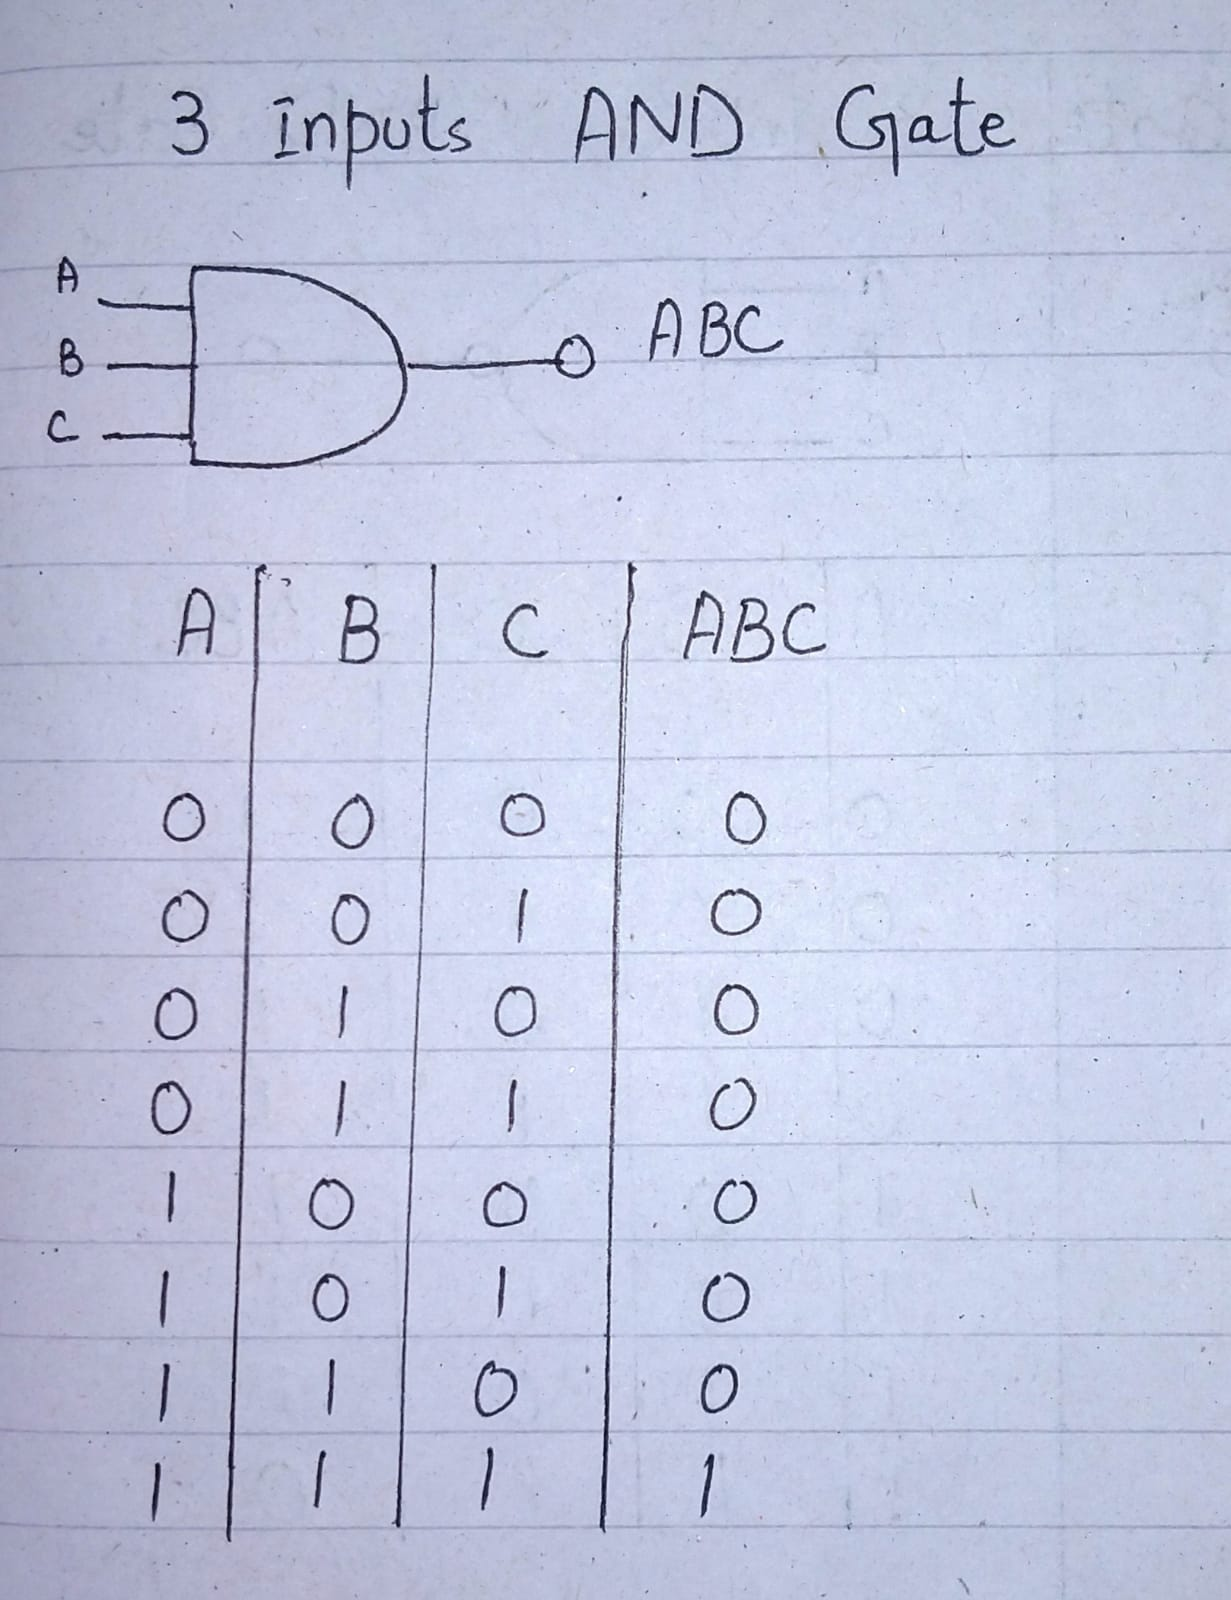 3 inputs AND Gate
A
B
C
ABC
A B C ABC
0 0 0 0
0 0 1 0
0 1 0 0
0 1 1 0
1 0 0 0
1 0 1 0
1 1 0 0
1 1 1 1